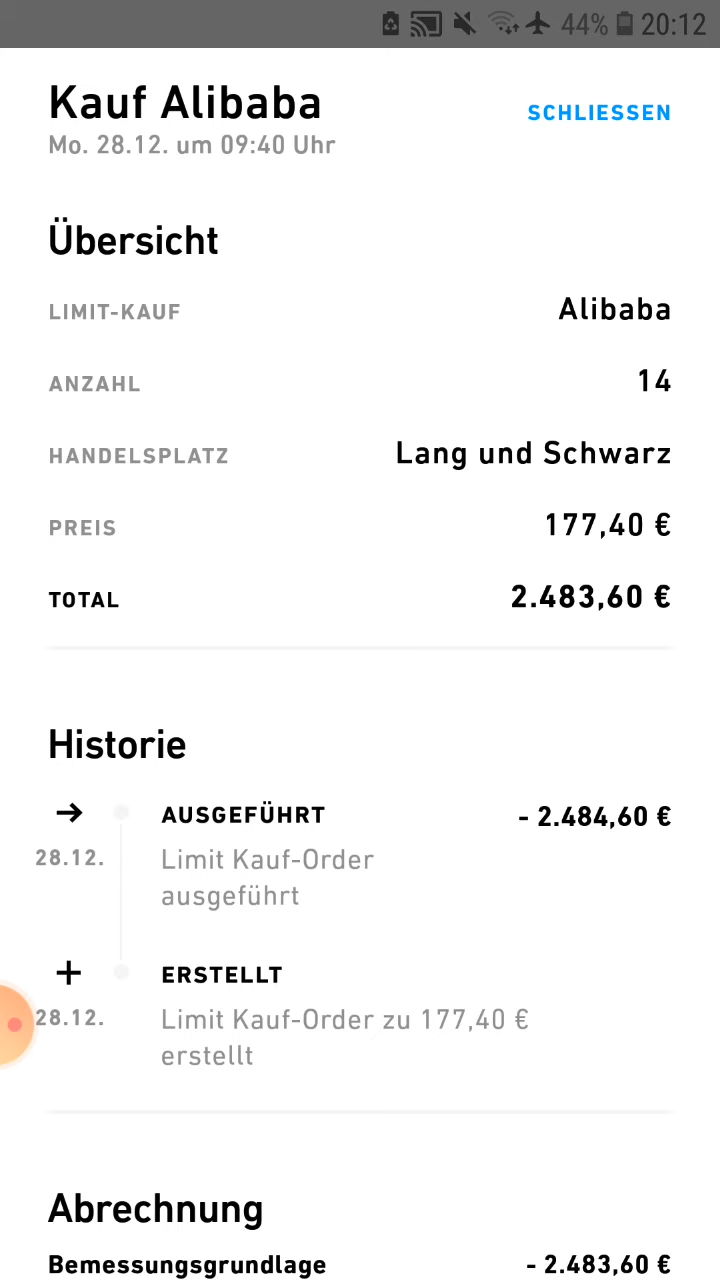 44% 20:12
Kauf Alibaba
SCHLIESSEN
Mo. 28.12. um 09:40 Uhr
Übersicht
LIMIT-KAUF Alibaba
ANZAHL 14
HANDELSPLATZ Lang und Schwarz
PREIS 177,40 €
TOTAL 2.483,60 €
Historie
AUSGEFÜHRT - 2.484,60 €
28.12. Limit Kauf-Order
ausgeführt
ERSTELLT
28.12. Limit Kauf-Order zu 177,40 €
erstellt
Abrechnung
Bemessungsgrundlage - 2.483,60 €